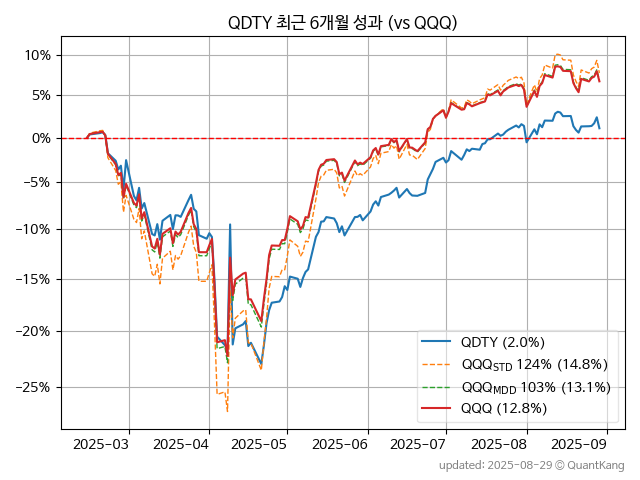 QDTY 최근 6개월 성과 (vs QQQ)
10%
5%
0%
−5%
−10%
−15%
−20%
−25%
QDTY (2.0%)
QQQSTD 124% (14.8%)
QQQMDD 103% (13.1%)
QQQ (12.8%)
2025-03 2025-04 2025-05 2025-06 2025-07 2025-08 2025-09
updated: 2025-08-29 © QuantKang